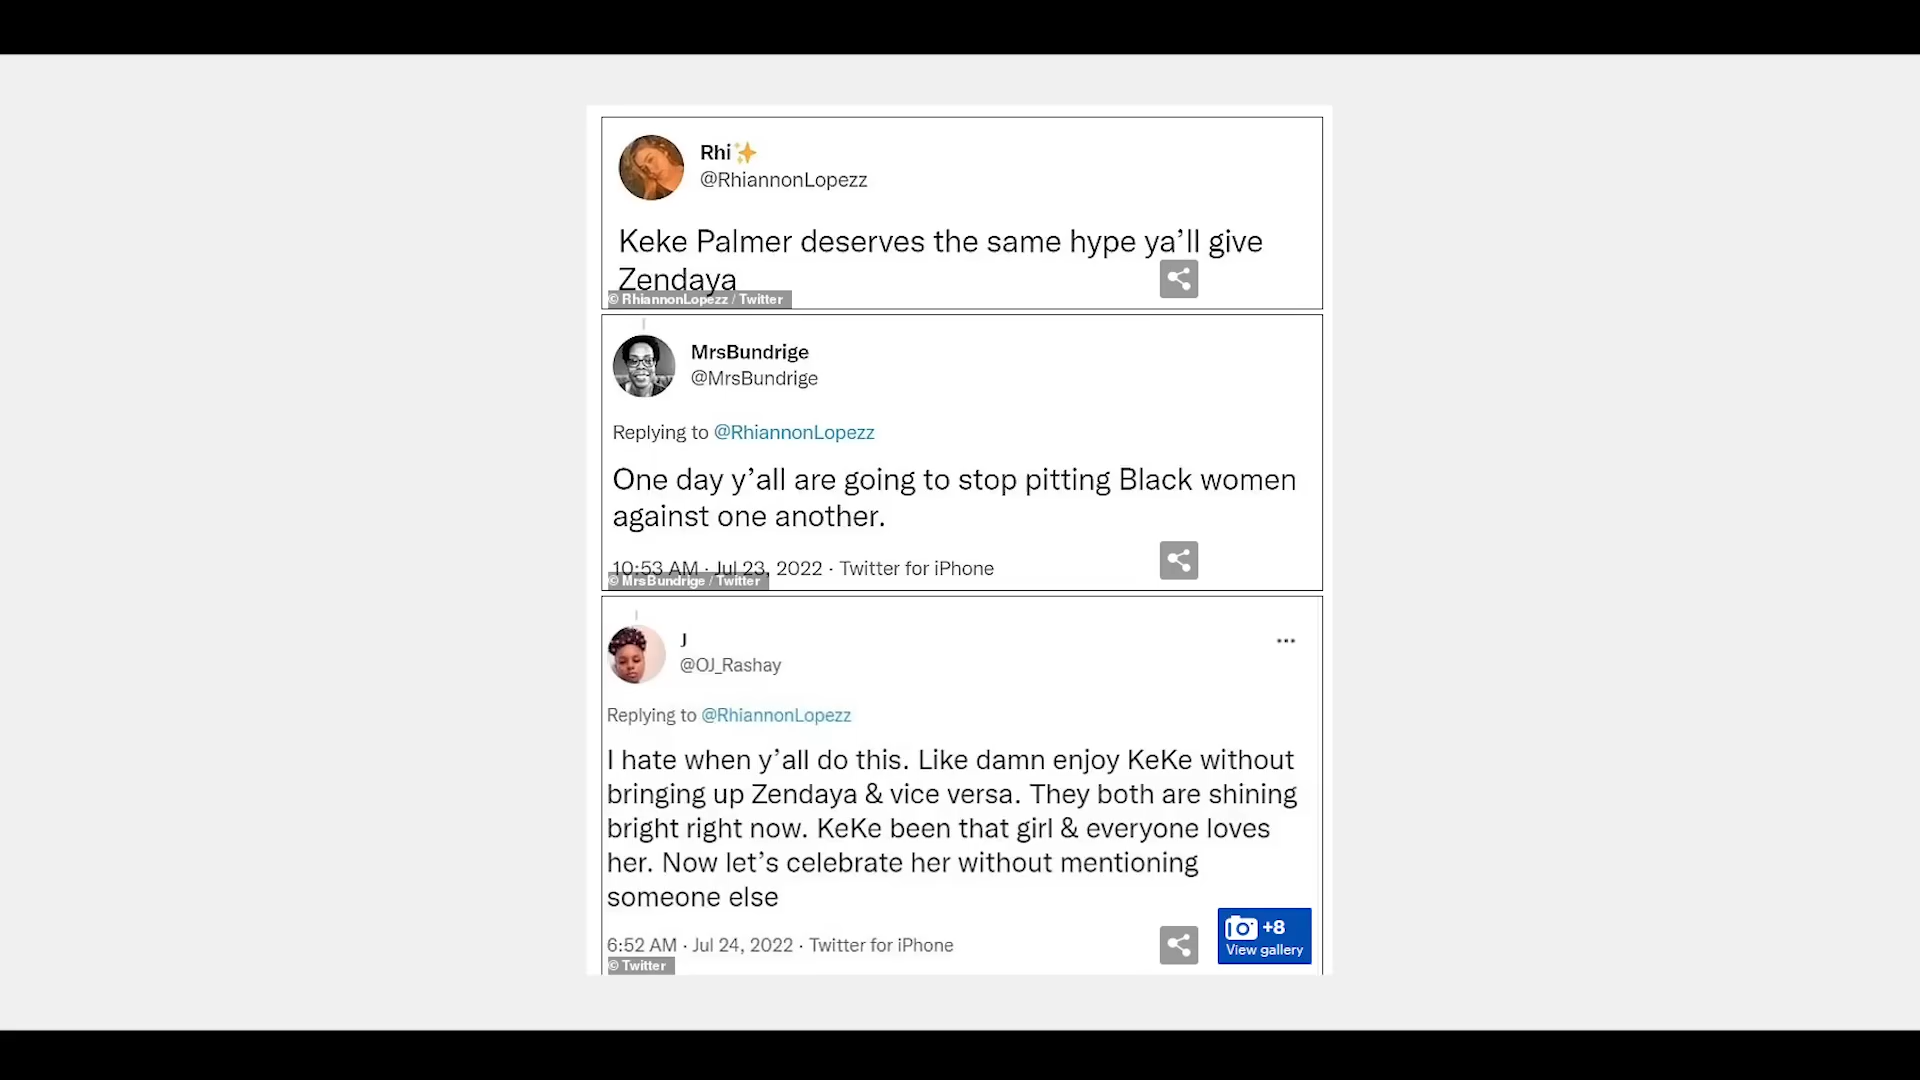 Rhi✨
@RhiannonLopezz
Keke Palmer deserves the same hype ya’ll give
Zendaya
© RhiannonLopezz / Twitter
MrsBundrige
@MrsBundrige
Replying to @RhiannonLopezz
One day y’all are going to stop pitting Black women
against one another.
10:53 AM · Jul 23, 2022 · Twitter for iPhone
© MrsBundrige / Twitter
J
@OJ_Rashay
Replying to @RhiannonLopezz
I hate when y’all do this. Like damn enjoy KeKe without
bringing up Zendaya & vice versa. They both are shining
bright right now. KeKe been that girl & everyone loves
her. Now let’s celebrate her without mentioning
someone else
+8
View gallery
6:52 AM · Jul 24, 2022 · Twitter for iPhone
© Twitter